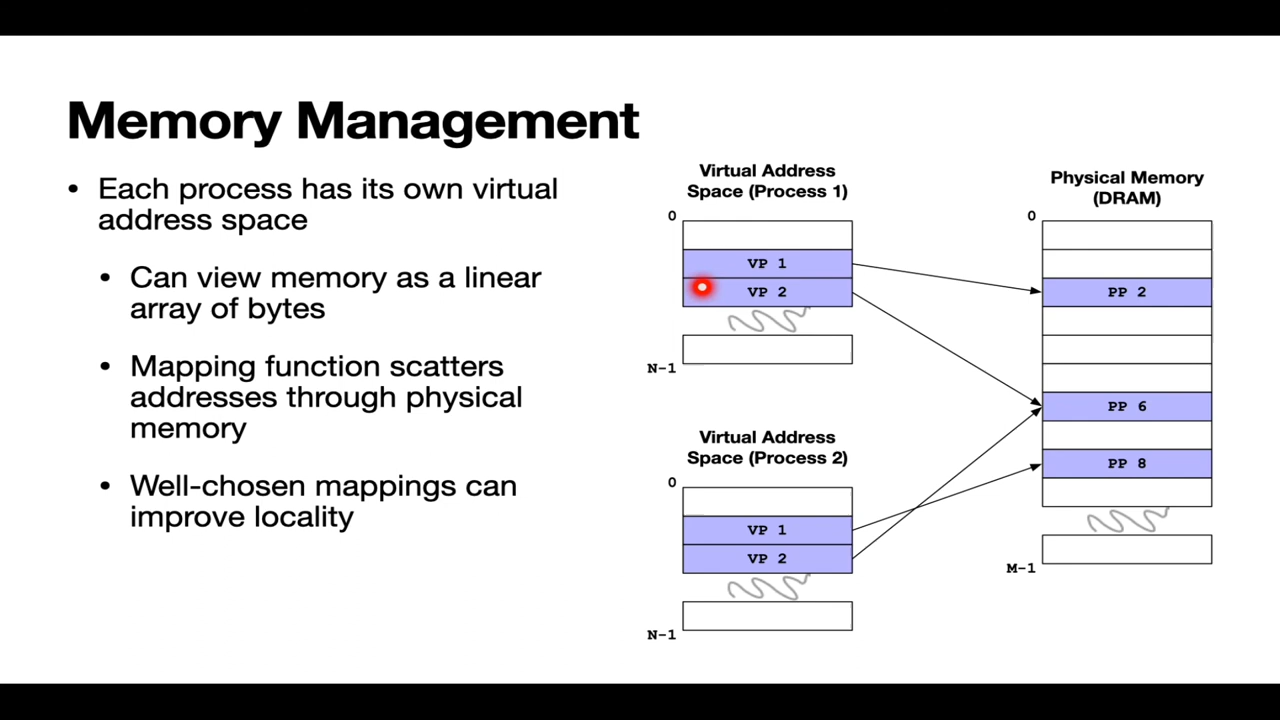 Memory Management
• Each process has its own virtual
address space
• Can view memory as a linear
array of bytes
• Mapping function scatters
addresses through physical
memory
• Well-chosen mappings can
improve locality
Virtual Address
Space (Process 1)
0
VP 1
VP 2
N-1
Virtual Address
Space (Process 2)
0
VP 1
VP 2
N-1
Physical Memory
(DRAM)
0
PP 2
PP 6
PP 8
M-1